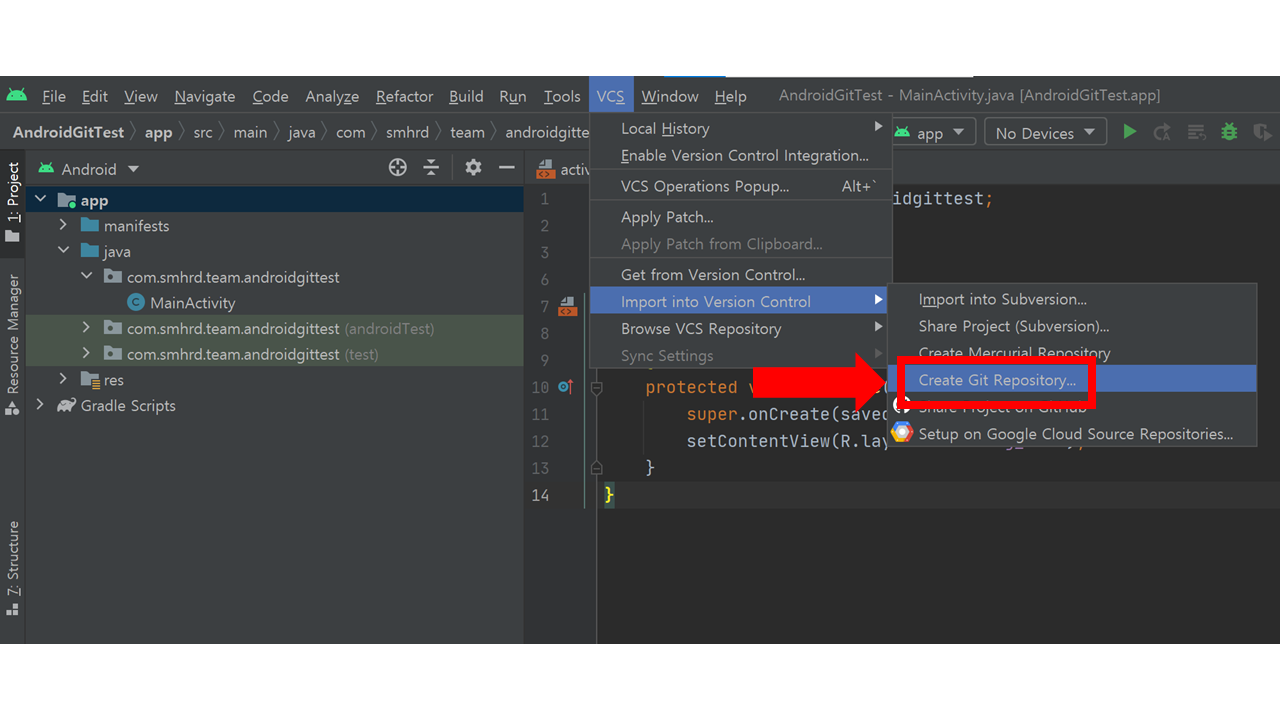 File Edit View Navigate Code Analyze Refactor Build Run Tools VCS Window Help AndroidGitTest - MainActivity.java [AndroidGitTest.app]
AndroidGitTest app src main java com smhrd team androidgitte
app No Devices
1: Project
Resource Manager
7: Structure
Android
app
manifests
java
com.smhrd.team.androidgittest
MainActivity
com.smhrd.team.androidgittest (androidTest)
com.smhrd.team.androidgittest (test)
res
Gradle Scripts
Local History
Enable Version Control Integration...
VCS Operations Popup... Alt+`
Apply Patch...
Apply Patch from Clipboard...
Get from Version Control...
Import into Version Control
Browse VCS Repository
Sync Settings
Import into Subversion...
Share Project (Subversion)...
Create Mercurial Repository
Create Git Repository...
Share Project on GitHub
Setup on Google Cloud Source Repositories...
activ
1 idgittest;
2
3
6
7
8
9
10 protected v
11 super.onCreate(saved
12 setContentView(R.lay
13 }
14 }